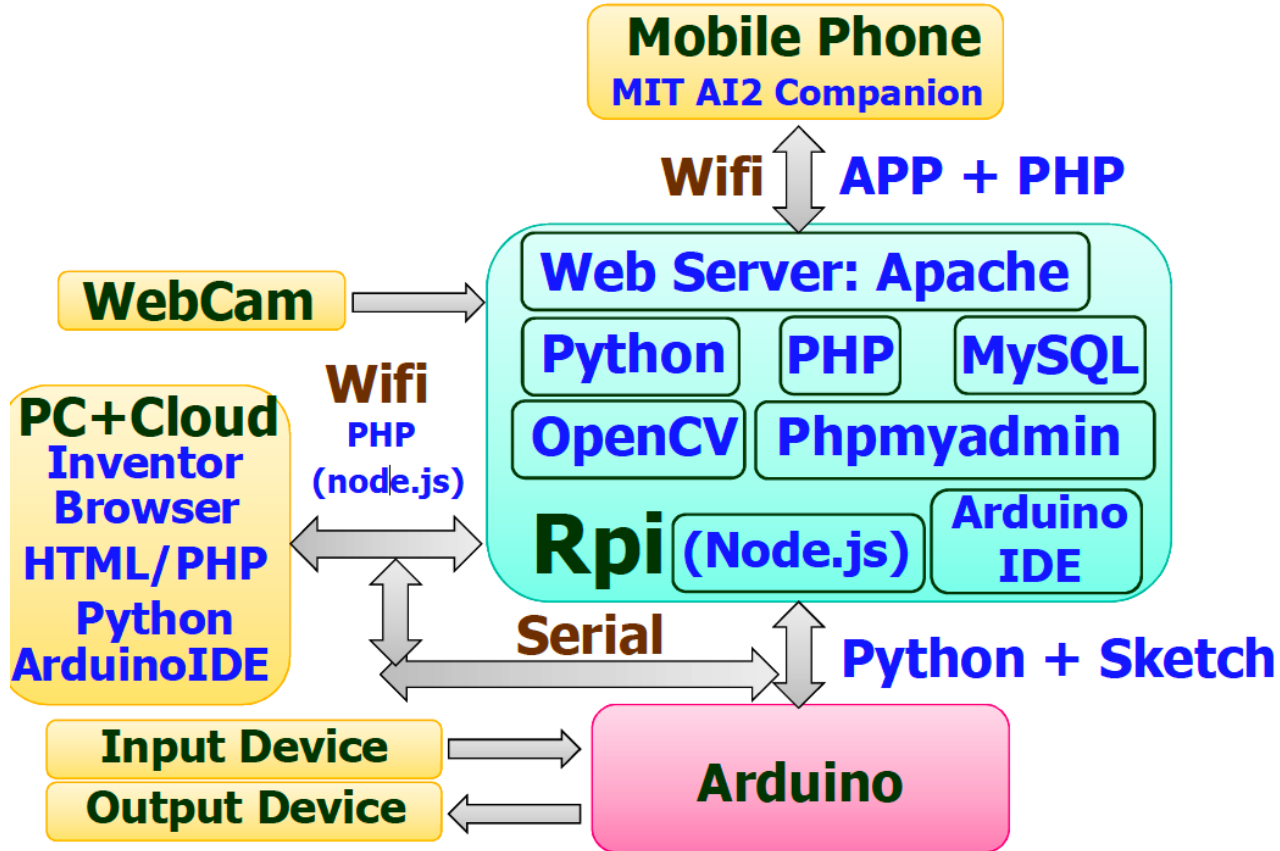 Mobile Phone
MIT AI2 Companion
Wifi
APP + PHP
Web Server: Apache
WebCam
Python
PHP
MySQL
Wifi
PHP
(node.js)
PC+Cloud
Inventor
Browser
HTML/PHP
Python
ArduinoIDE
OpenCV
Phpmyadmin
Rpi
(Node.js)
Arduino
IDE
Serial
Python + Sketch
Input Device
Output Device
Arduino